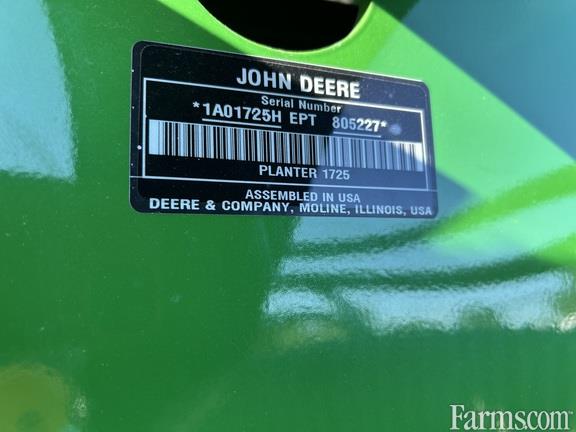 JOHN DEERE
Serial Number
*1A01725H EPT 805227*
PLANTER 1725
ASSEMBLED IN USA
DEERE & COMPANY, MOLINE, ILLINOIS, USA
Farms.com